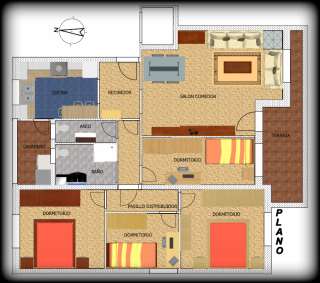 N
COCINA
RECIBIDOR
SALON COMEDOR
ASEO
LAVADERO
TERRAZA
DORMITORIO
BAÑO
PASILLO DISTRIBUIDOR
DORMITORIO
DORMITORIO
DORMITORIO
PLANO